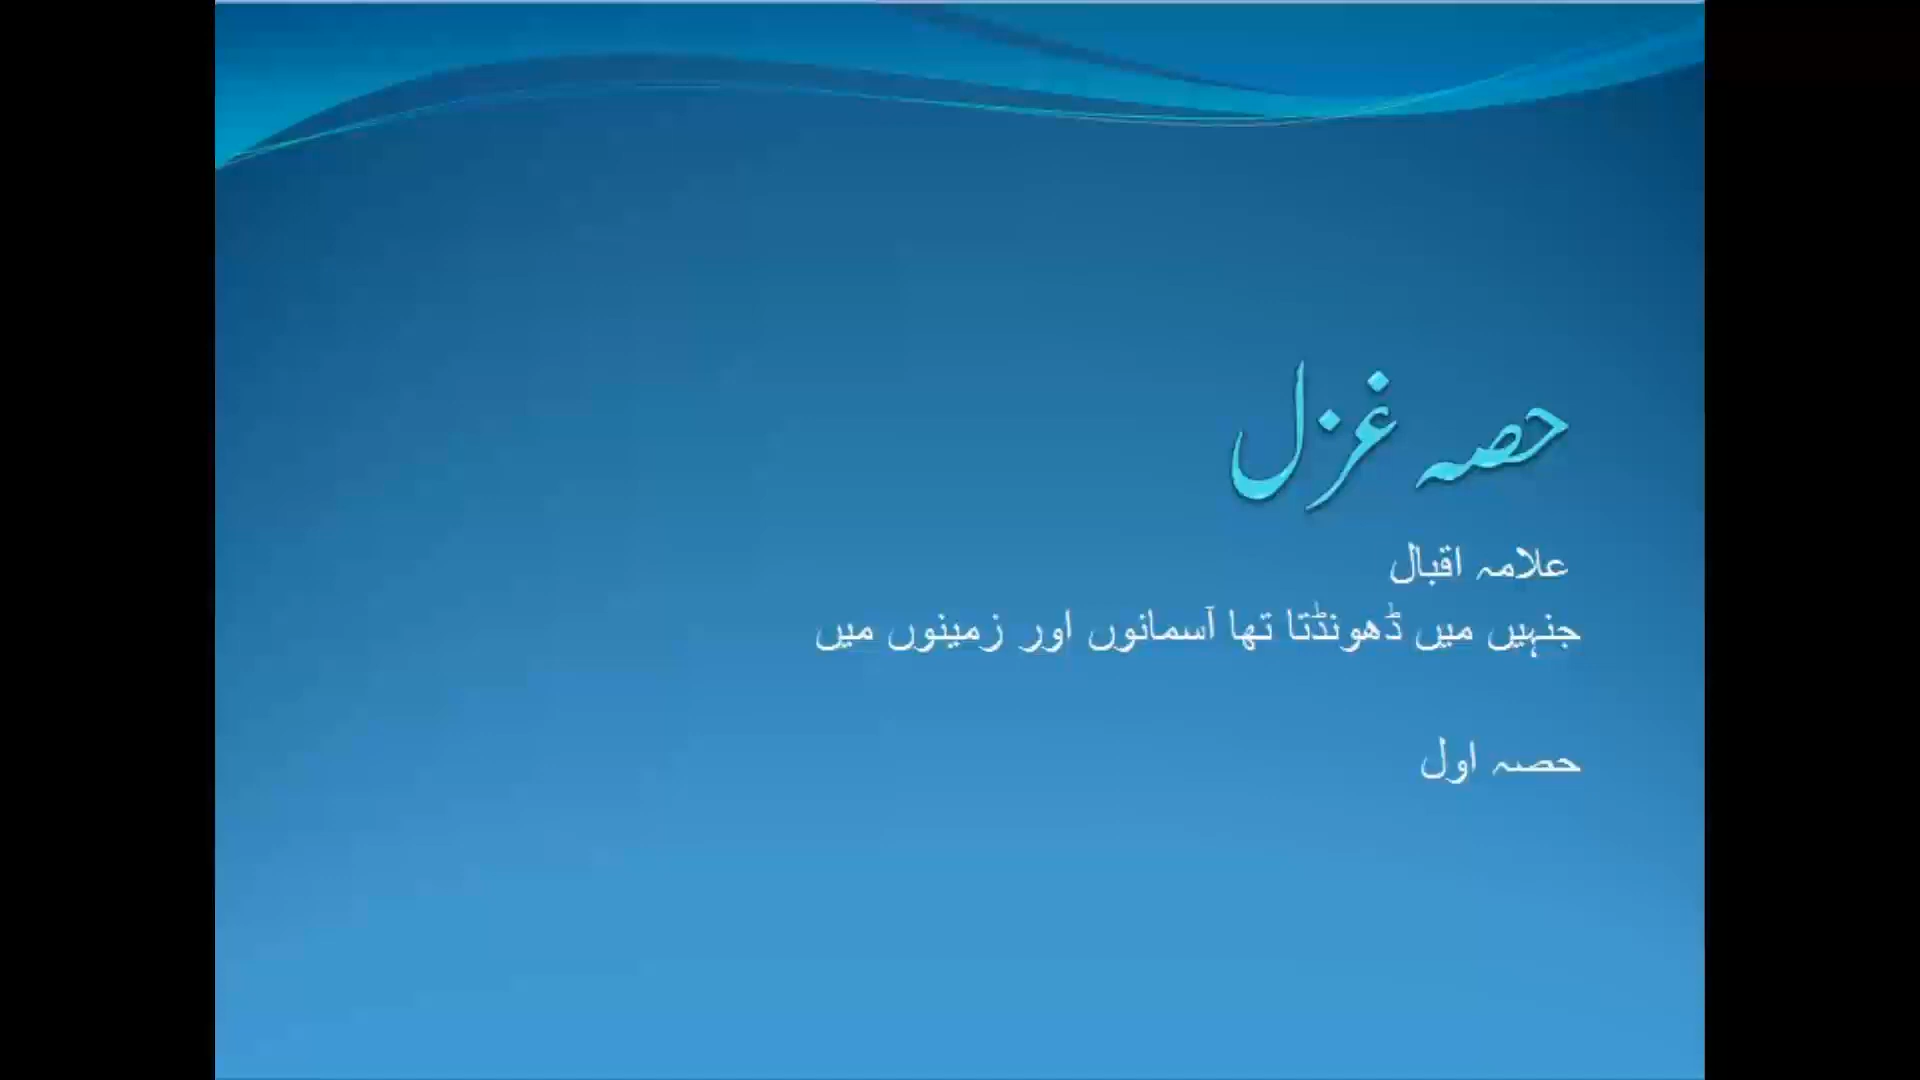 حصہ غزل
علامہ اقبال
جنہیں میں ڈھونڈتا تھا آسمانوں اور زمینوں میں
حصہ اول